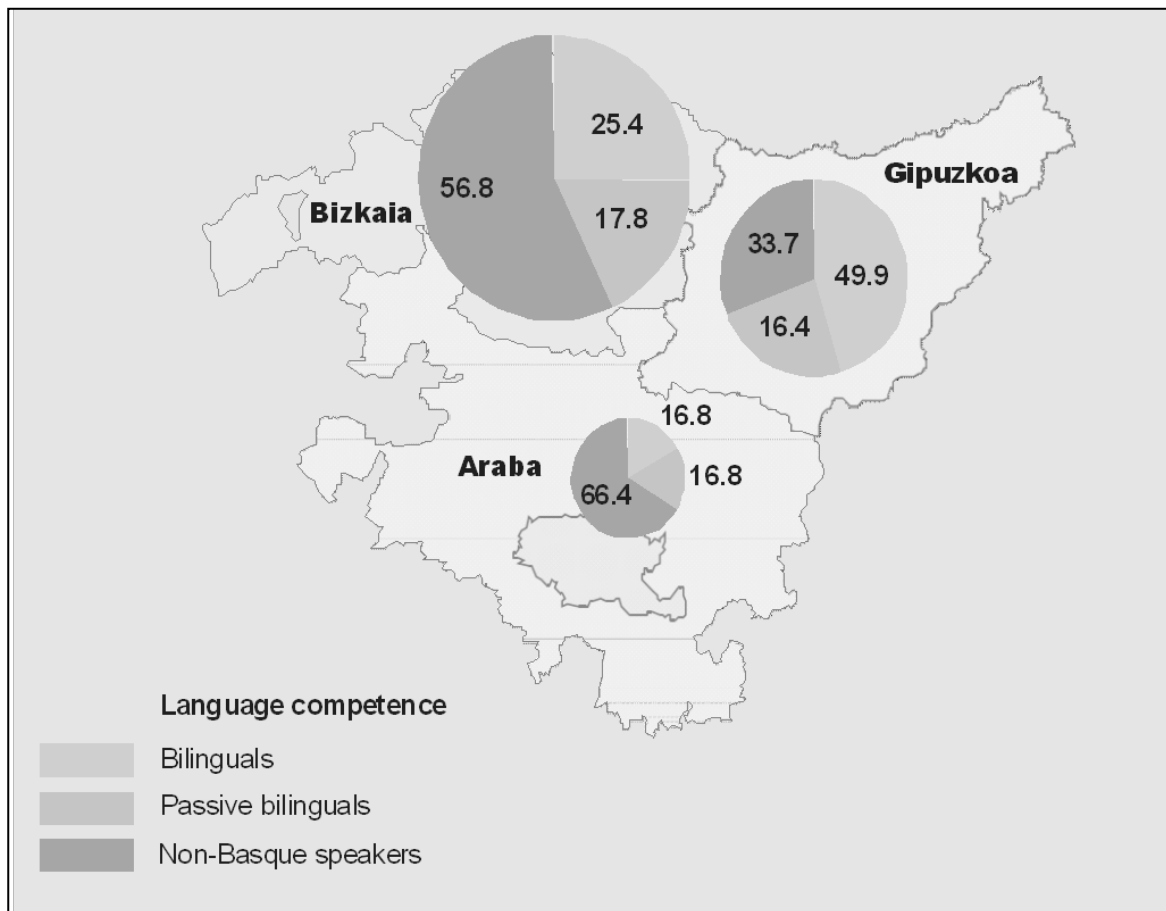 25.4
56.8
17.8
Bizkaia
Gipuzkoa
33.7
49.9
16.4
16.8
Araba
16.8
66.4
Language competence
Bilinguals
Passive bilinguals
Non-Basque speakers